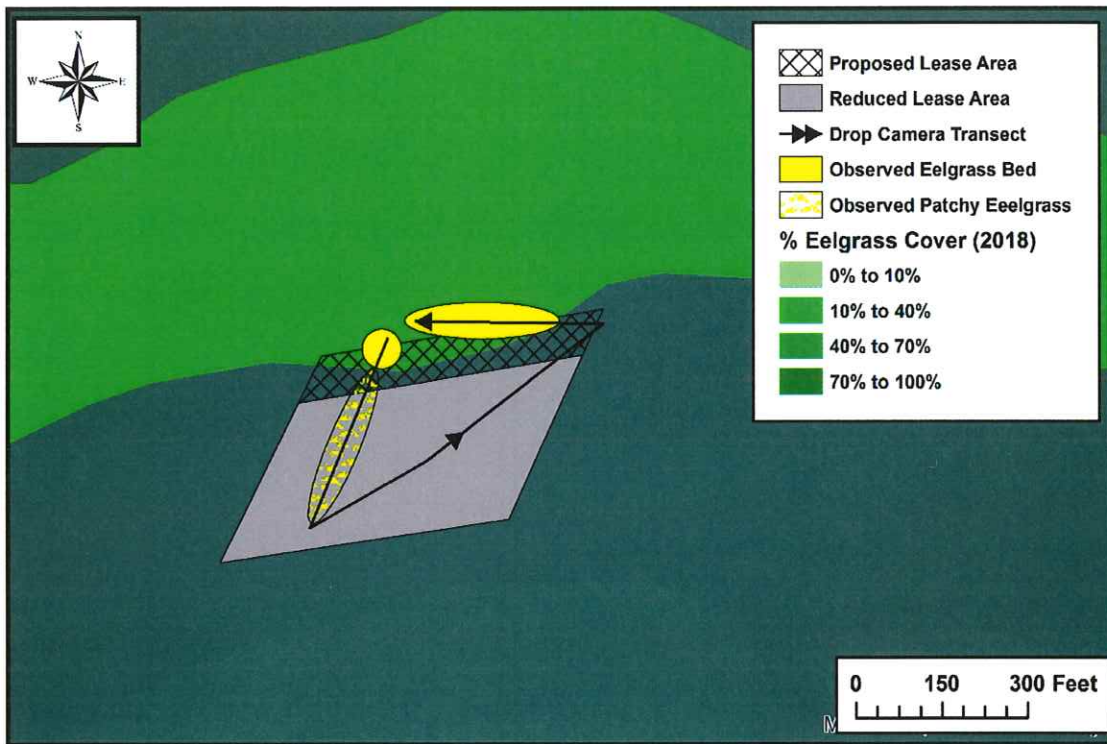 N
W E
S
Proposed Lease Area
Reduced Lease Area
Drop Camera Transect
Observed Eelgrass Bed
Observed Patchy Eeelgrass
% Eelgrass Cover (2018)
0% to 10%
10% to 40%
40% to 70%
70% to 100%
0 150 300 Feet